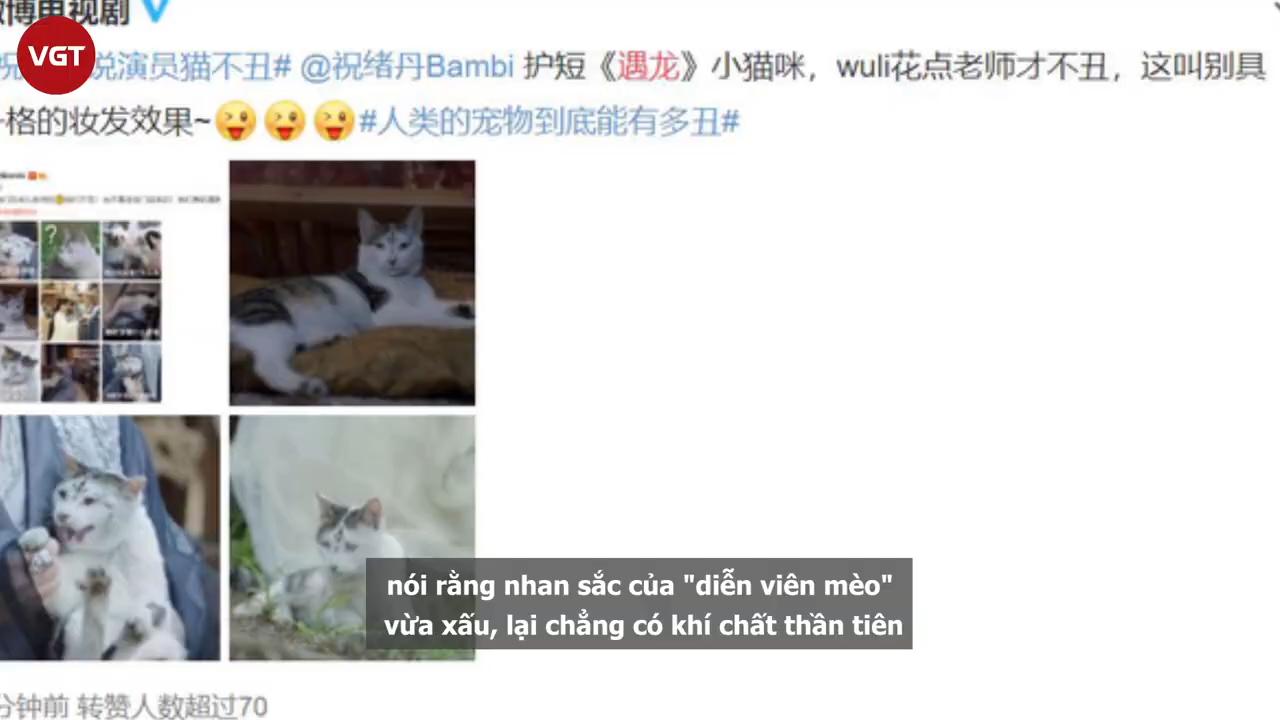 博电视剧
VGT
说演员猫不丑# @祝绪丹Bambi 护短《遇龙》小猫咪，wuli花点老师才不丑，这叫别具
格的妆发效果~😜😜😜#人类的宠物到底能有多丑#
?
nói rằng nhan sắc của "diễn viên mèo"
vừa xấu, lại chẳng có khí chất thần tiên
分钟前 转赞人数超过70